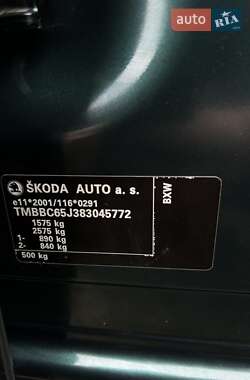 auto RIA.com
ŠKODA AUTO a. s.
e11*2001/116*0291
TMBBC65J383045772
1575 kg
2575 kg
1- 890 kg
2- 840 kg
500 kg
BXW